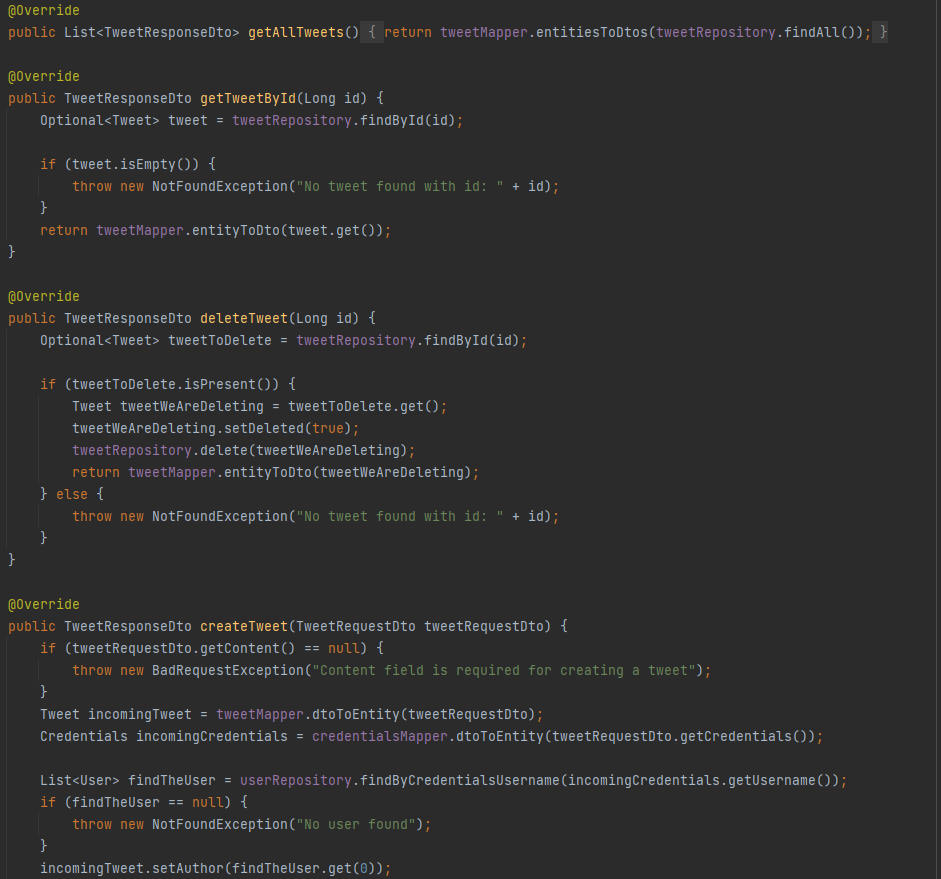 @Override
public List<TweetResponseDto> getAllTweets() { return tweetMapper.entitiesToDtos(tweetRepository.findAll()); }
@Override
public TweetResponseDto getTweetById(Long id) {
Optional<Tweet> tweet = tweetRepository.findById(id);
if (tweet.isEmpty()) {
throw new NotFoundException("No tweet found with id: " + id);
}
return tweetMapper.entityToDto(tweet.get());
}
@Override
public TweetResponseDto deleteTweet(Long id) {
Optional<Tweet> tweetToDelete = tweetRepository.findById(id);
if (tweetToDelete.isPresent()) {
Tweet tweetWeAreDeleting = tweetToDelete.get();
tweetWeAreDeleting.setDeleted(true);
tweetRepository.delete(tweetWeAreDeleting);
return tweetMapper.entityToDto(tweetWeAreDeleting);
} else {
throw new NotFoundException("No tweet found with id: " + id);
}
}
@Override
public TweetResponseDto createTweet(TweetRequestDto tweetRequestDto) {
if (tweetRequestDto.getContent() == null) {
throw new BadRequestException("Content field is required for creating a tweet");
}
Tweet incomingTweet = tweetMapper.dtoToEntity(tweetRequestDto);
Credentials incomingCredentials = credentialsMapper.dtoToEntity(tweetRequestDto.getCredentials());
List<User> findTheUser = userRepository.findByCredentialsUsername(incomingCredentials.getUsername());
if (findTheUser == null) {
throw new NotFoundException("No user found");
}
incomingTweet.setAuthor(findTheUser.get(0));